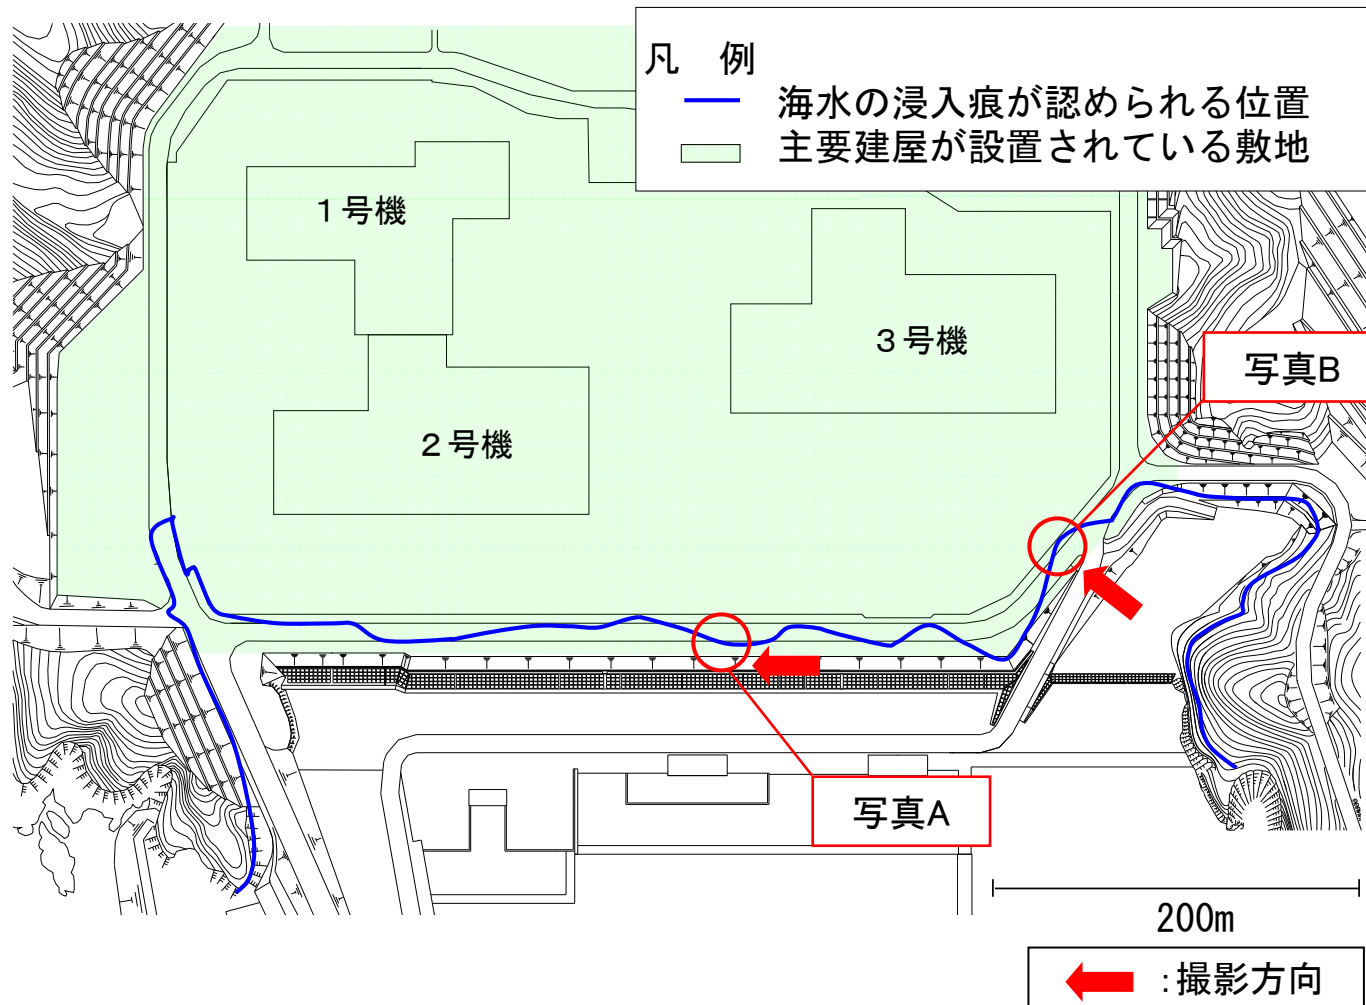 凡　例
海水の浸入痕が認められる位置
主要建屋が設置されている敷地
１号機
３号機
写真B
２号機
写真A
200m
：撮影方向